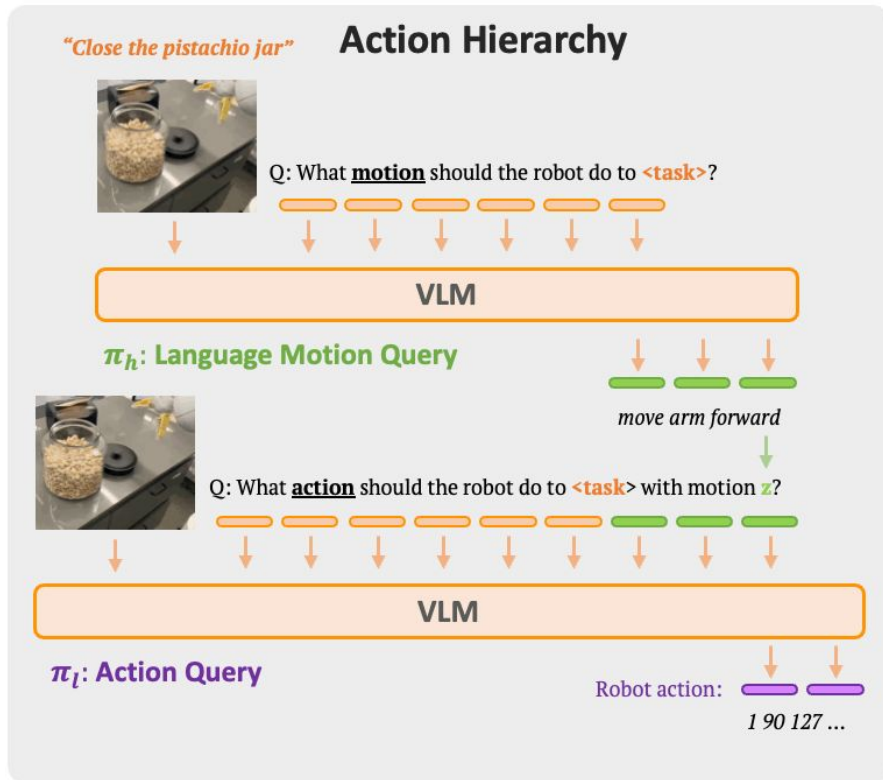 “Close the pistachio jar”
Action Hierarchy
Q: What motion should the robot do to <task>?
VLM
πₕ: Language Motion Query
move arm forward
Q: What action should the robot do to <task> with motion z?
VLM
πₗ: Action Query
Robot action:
1 90 127 ...